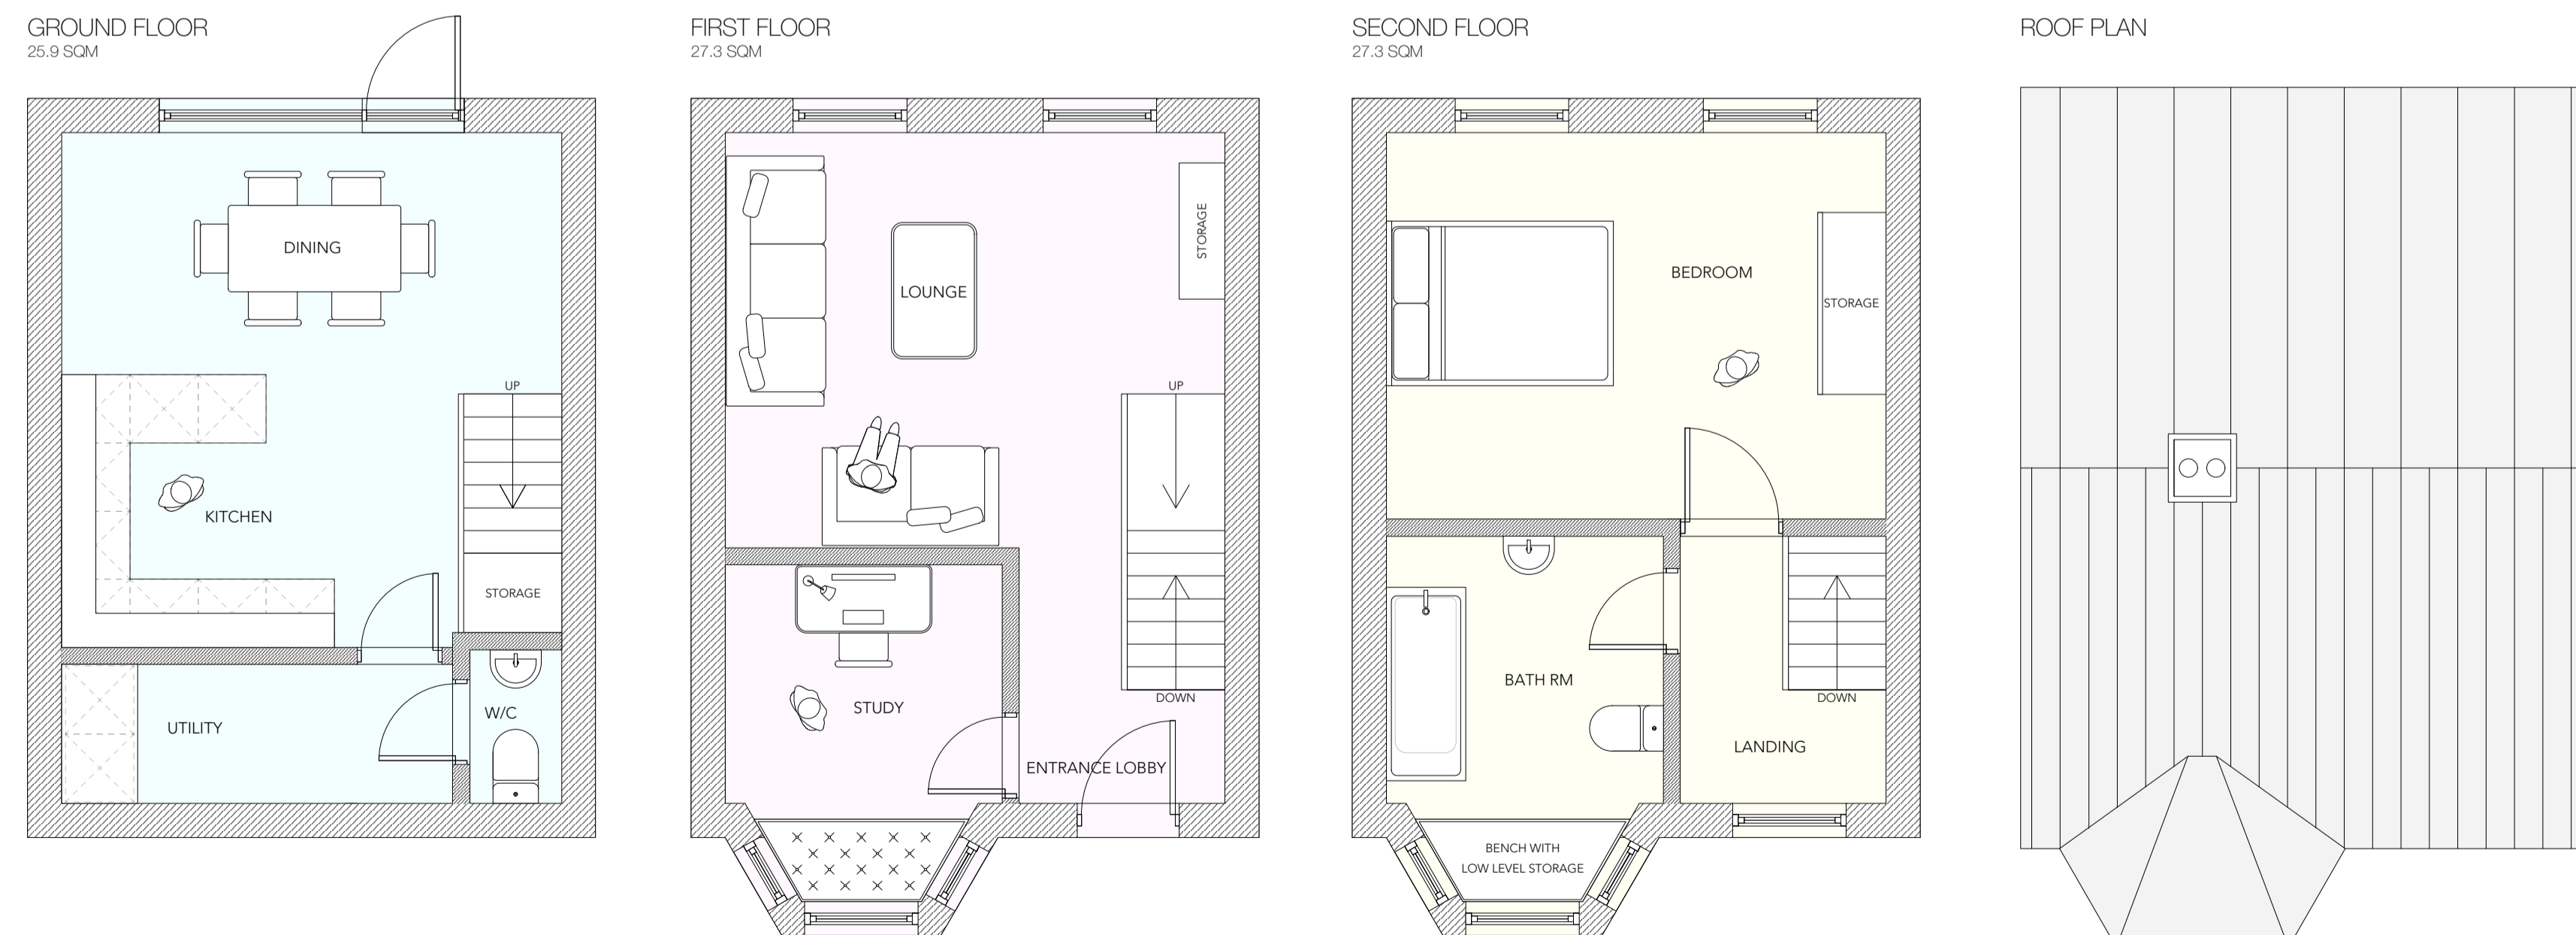 GROUND FLOOR
25.9 SQM
DINING
UP
KITCHEN
STORAGE
W/C
UTILITY
FIRST FLOOR
27.3 SQM
STORAGE
LOUNGE
UP
DOWN
STUDY
ENTRANCE LOBBY
SECOND FLOOR
27.3 SQM
BEDROOM
STORAGE
BATH RM
DOWN
LANDING
BENCH WITH
LOW LEVEL STORAGE
ROOF PLAN